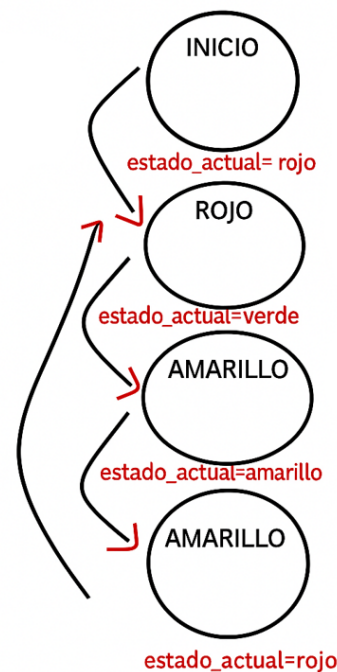 INICIO
estado_actual= rojo
ROJO
estado_actual=verde
AMARILLO
estado_actual=amarillo
AMARILLO
estado_actual=rojo